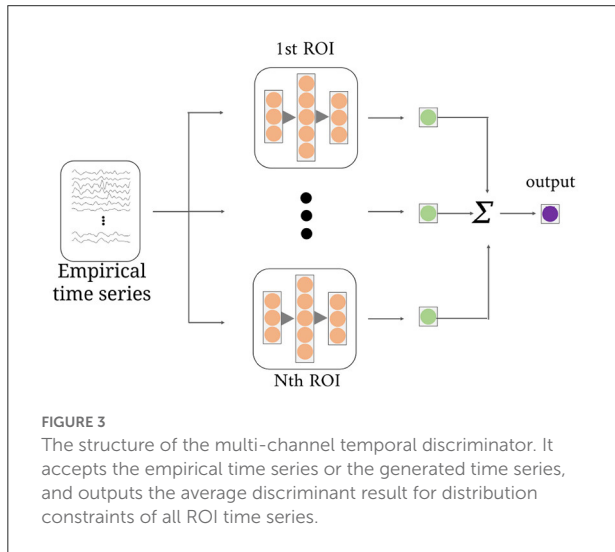 1st ROI
Empirical
time series
Σ
output
Nth ROI
FIGURE 3
The structure of the multi-channel temporal discriminator. It
accepts the empirical time series or the generated time series,
and outputs the average discriminant result for distribution
constraints of all ROI time series.